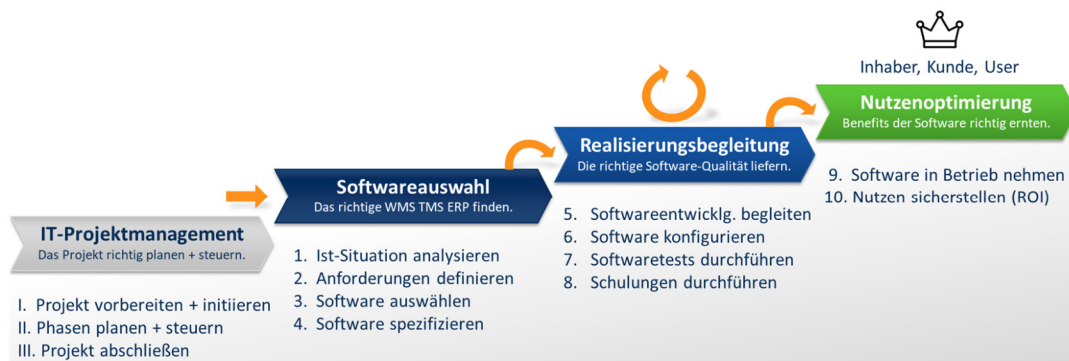 Inhaber, Kunde, User
Nutzenoptimierung
Benefits der Software richtig ernten.
9. Software in Betrieb nehmen
10. Nutzen sicherstellen (ROI)
Realisierungsbegleitung
Die richtige Software-Qualität liefern.
5. Softwareentwicklg. begleiten
6. Software konfigurieren
7. Softwaretests durchführen
8. Schulungen durchführen
Softwareauswahl
Das richtige WMS TMS ERP finden.
1. Ist-Situation analysieren
2. Anforderungen definieren
3. Software auswählen
4. Software spezifizieren
IT-Projektmanagement
Das Projekt richtig planen + steuern.
I. Projekt vorbereiten + initiieren
II. Phasen planen + steuern
III. Projekt abschließen